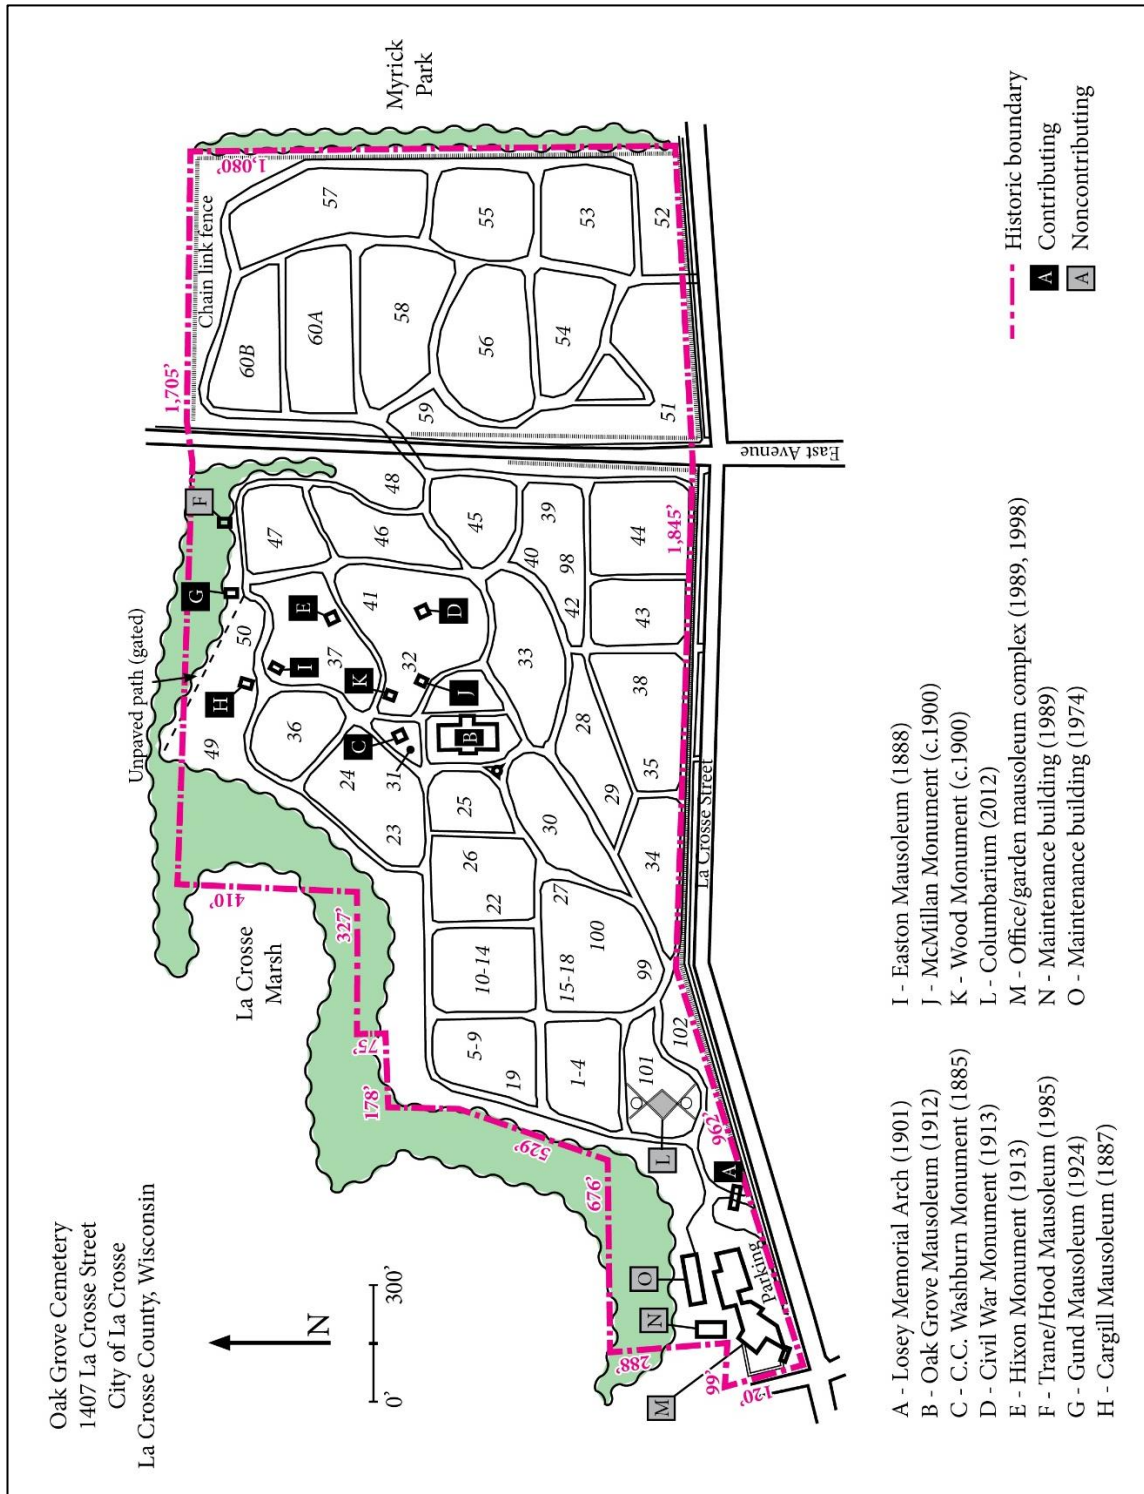 Oak Grove Cemetery
1407 La Crosse Street
City of La Crosse
La Crosse County, Wisconsin
N
0'
300'
La Crosse
Marsh
Unpaved path (gated)
Chain link fence
Myrick
Park
1,705'
1,080'
410'
327'
75'
178'
529'
676'
288'
66'
120'
962'
1,845'
F
G
H
I
E
K
C
J
D
B
L
A
O
N
M
60B
60A
57
58
55
56
53
54
59
52
51
50
49
47
48
46
45
41
37
36
24
23
31
32
33
40
39
98
42
44
43
25
26
22
28
38
29
35
30
34
10-14
27
15-18
100
99
5-9
19
1-4
101
102
Parking
La Crosse Street
East Avenue
A - Losey Memorial Arch (1901)
B - Oak Grove Mausoleum (1912)
C - C.C. Washburn Monument (1885)
D - Civil War Monument (1913)
E - Hixon Monument (1913)
F - Trane/Hood Mausoleum (1985)
G - Gund Mausoleum (1924)
H - Cargill Mausoleum (1887)
I - Easton Mausoleum (1888)
J - McMillan Monument (c.1900)
K - Wood Monument (c.1900)
L - Columbarium (2012)
M - Office/garden mausoleum complex (1989, 1998)
N - Maintenance building (1989)
O - Maintenance building (1974)
Historic boundary
A Contributing
A Noncontributing